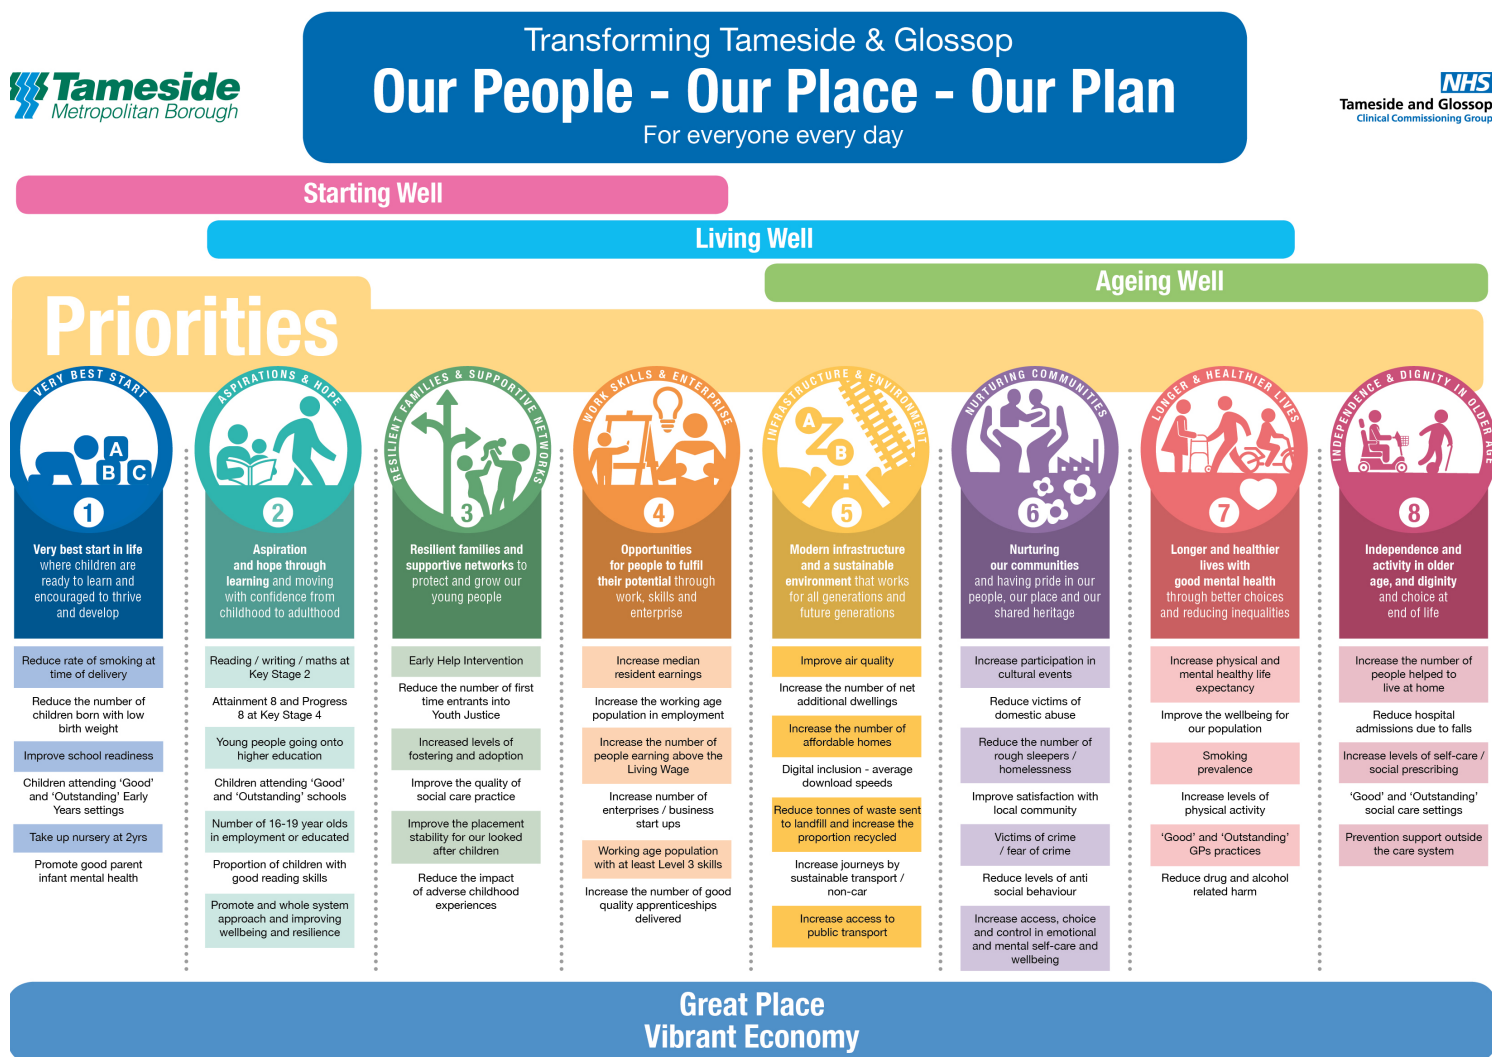 Transforming Tameside & Glossop
Our People - Our Place - Our Plan
For everyone every day
Tameside
Metropolitan Borough
NHS
Tameside and Glossop
Clinical Commissioning Group
Starting Well
Living Well
Ageing Well
Priorities
VERY BEST START
A
B C
1
Very best start in life
where children are
ready to learn and
encouraged to thrive
and develop
Reduce rate of smoking at
time of delivery
Reduce the number of
children born with low
birth weight
Improve school readiness
Children attending ‘Good’
and ‘Outstanding’ Early
Years settings
Take up nursery at 2yrs
Promote good parent
infant mental health
ASPIRATIONS & HOPE
2
Aspiration
and hope through
learning and moving
with confidence from
childhood to adulthood
Reading / writing / maths at
Key Stage 2
Attainment 8 and Progress
8 at Key Stage 4
Young people going onto
higher education
Children attending ‘Good’
and ‘Outstanding’ schools
Number of 16-19 year olds
in employment or educated
Proportion of children with
good reading skills
Promote and whole system
approach and improving
wellbeing and resilience
RESILIENT FAMILIES & SUPPORTIVE NETWORKS
3
Resilient families and
supportive networks to
protect and grow our
young people
Early Help Intervention
Reduce the number of first
time entrants into
Youth Justice
Increased levels of
fostering and adoption
Improve the quality of
social care practice
Improve the placement
stability for our looked
after children
Reduce the impact
of adverse childhood
experiences
WORK SKILLS & ENTERPRISE
4
Opportunities
for people to fulfil
their potential through
work, skills and
enterprise
Increase median
resident earnings
Increase the working age
population in employment
Increase the number of
people earning above the
Living Wage
Increase number of
enterprises / business
start ups
Working age population
with at least Level 3 skills
Increase the number of good
quality apprenticeships
delivered
INFRASTRUCTURE & ENVIRONMENT
A
B
5
Modern infrastructure
and a sustainable
environment that works
for all generations and
future generations
Improve air quality
Increase the number of net
additional dwellings
Increase the number of
affordable homes
Digital inclusion - average
download speeds
Reduce tonnes of waste sent
to landfill and increase the
proportion recycled
Increase journeys by
sustainable transport /
non-car
Increase access to
public transport
NURTURING COMMUNITIES
6
Nurturing
our communities
and having pride in our
people, our place and our
shared heritage
Increase participation in
cultural events
Reduce victims of
domestic abuse
Reduce the number of
rough sleepers /
homelessness
Improve satisfaction with
local community
Victims of crime
/ fear of crime
Reduce levels of anti
social behaviour
Increase access, choice
and control in emotional
and mental self-care and
wellbeing
LONGER & HEALTHIER LIVES
7
Longer and healthier
lives with
good mental health
through better choices
and reducing inequalities
Increase physical and
mental healthy life
expectancy
Improve the wellbeing for
our population
Smoking
prevalence
Increase levels of
physical activity
‘Good’ and ‘Outstanding’
GPs practices
Reduce drug and alcohol
related harm
INDEPENDENCE & DIGNITY IN OLDER AGE
8
Independence and
activity in older
age, and diginity
and choice at
end of life
Increase the number of
people helped to
live at home
Reduce hospital
admissions due to falls
Increase levels of self-care /
social prescribing
‘Good’ and ‘Outstanding’
social care settings
Prevention support outside
the care system
Great Place
Vibrant Economy